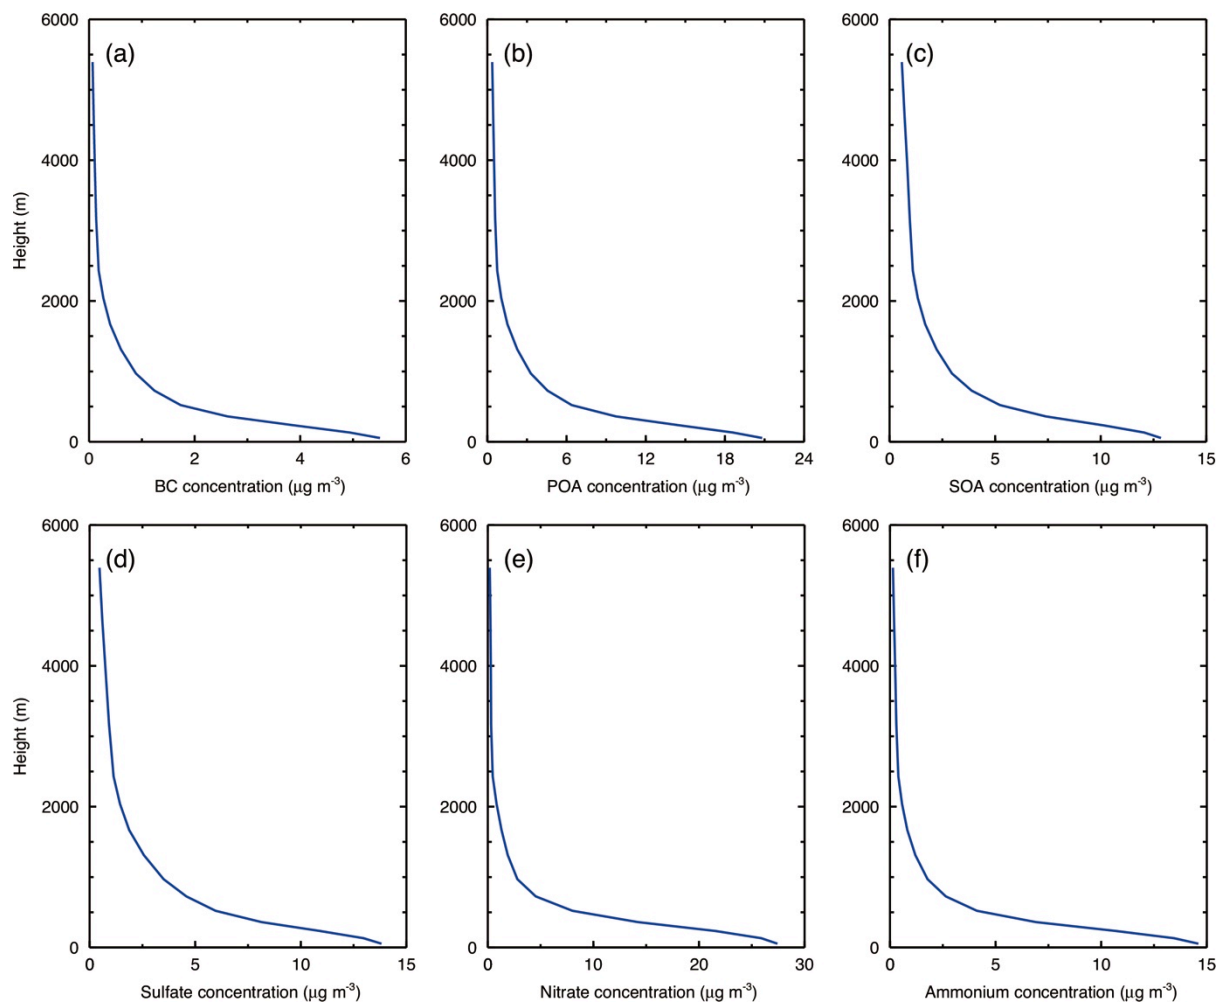 6000
(a)
4000
2000
0
Height (m)
0 2 4 6
BC concentration (μg m⁻³)
6000
(b)
4000
2000
0
0 6 12 18 24
POA concentration (μg m⁻³)
6000
(c)
4000
2000
0
0 5 10 15
SOA concentration (μg m⁻³)
6000
(d)
4000
2000
0
Height (m)
0 5 10 15
Sulfate concentration (μg m⁻³)
6000
(e)
4000
2000
0
0 10 20 30
Nitrate concentration (μg m⁻³)
6000
(f)
4000
2000
0
0 5 10 15
Ammonium concentration (μg m⁻³)